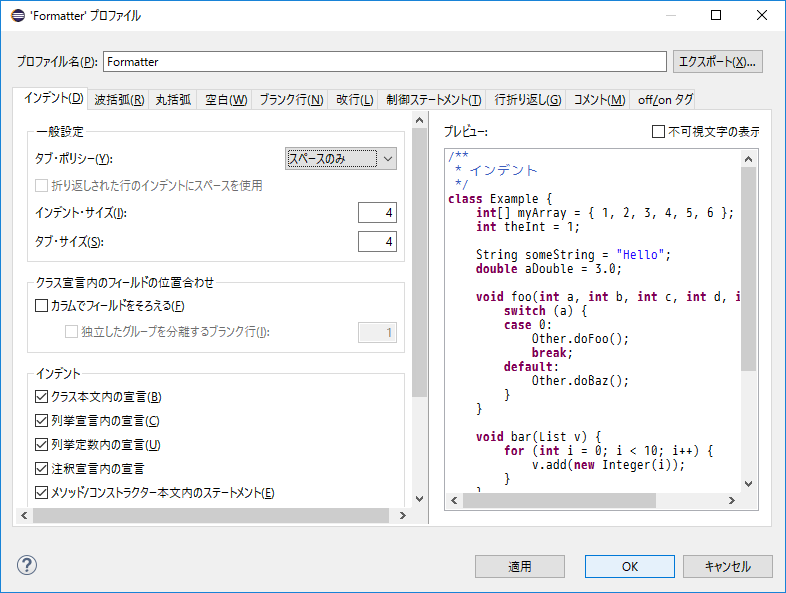 'Formatter' プロファイル
プロファイル名(P):
Formatter
エクスポート(X)...
インデント(D)
波括弧(R)
丸括弧
空白(W)
ブランク行(N)
改行(L)
制御ステートメント(T)
行折り返し(G)
コメント(M)
off/on タグ
一般設定
タブ・ポリシー(Y):
スペースのみ
折り返しされた行のインデントにスペースを使用
インデント・サイズ(I):
4
タブ・サイズ(S):
4
クラス宣言内のフィールドの位置合わせ
カラムでフィールドをそろえる(F)
独立したグループを分離するブランク行(I):
1
インデント
クラス本文内の宣言(B)
列挙宣言内の宣言(C)
列挙定数内の宣言(U)
注釈宣言内の宣言
メソッド/コンストラクター本文内のステートメント(E)
プレビュー:
不可視文字の表示
/**
 * インデント
 */
class Example {
    int[] myArray = { 1, 2, 3, 4, 5, 6 };
    int theInt = 1;
    String someString = "Hello";
    double aDouble = 3.0;
    void foo(int a, int b, int c, int d, i
        switch (a) {
        case 0:
            Other.doFoo();
            break;
        default:
            Other.doBaz();
        }
    }
    void bar(List v) {
        for (int i = 0; i < 10; i++) {
            v.add(new Integer(i));
        }
    }
?
適用
OK
キャンセル